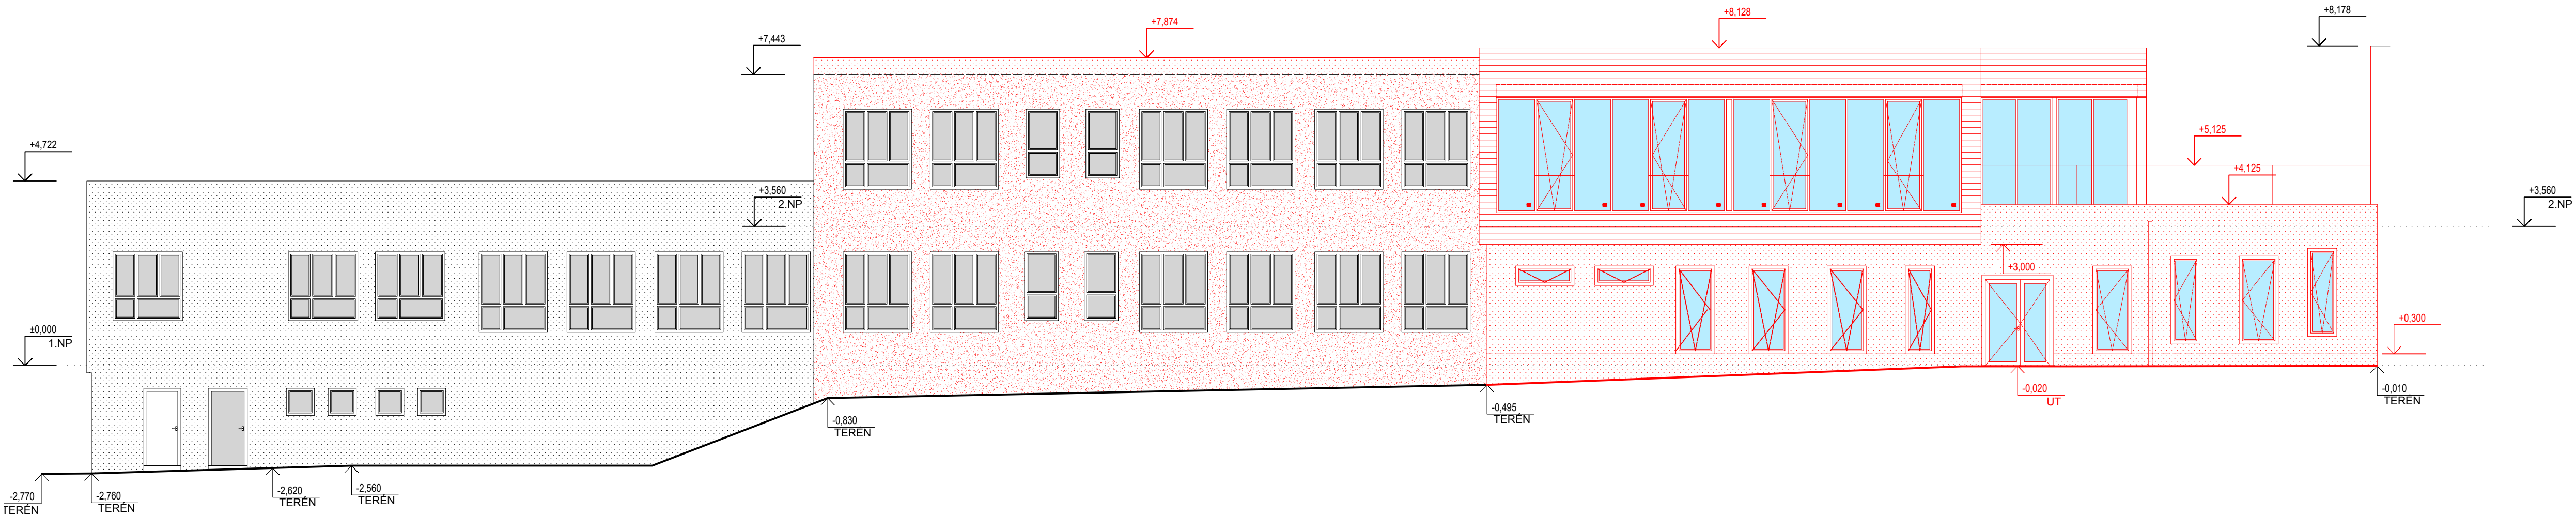 +8,178
+8,128
+7,874
+7,443
+5,125
+4,722
+4,125
+3,560
2.NP
+3,560
2.NP
+3,000
+0,300
±0,000
1.NP
-0,010
TERÉN
-0,020
UT
-0,495
TERÉN
-0,830
TERÉN
-2,560
TERÉN
-2,620
TERÉN
-2,760
TERÉN
-2,770
TERÉN